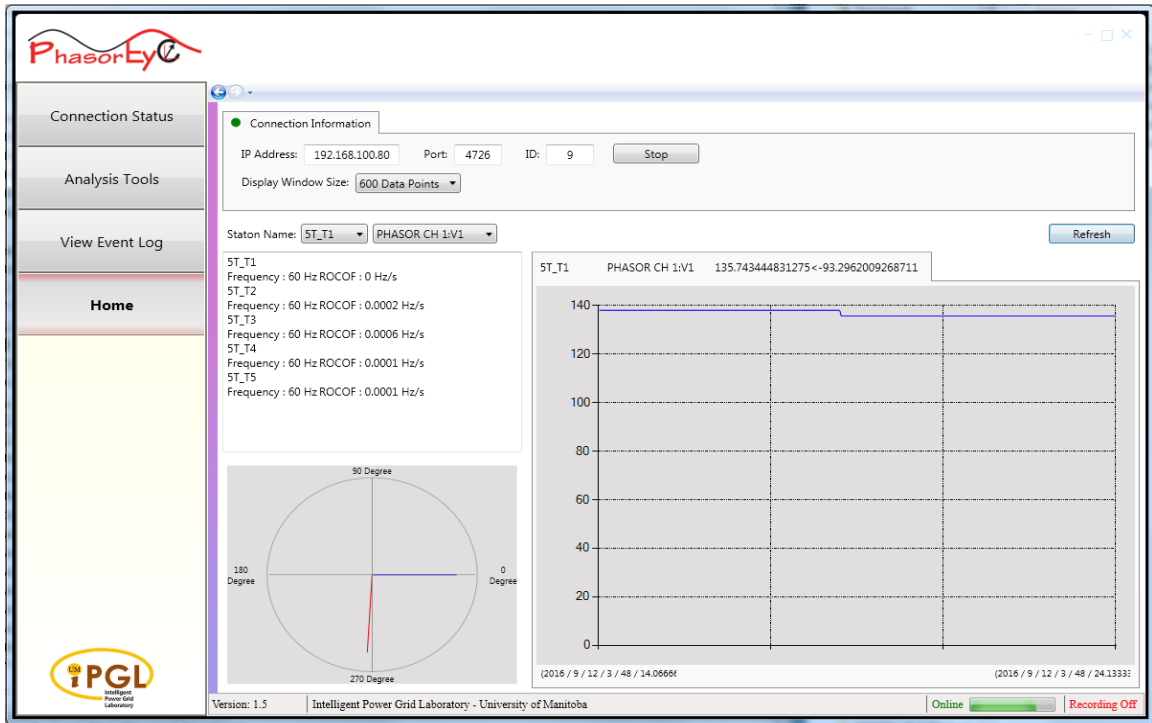 PhasorEye
Connection Status
Analysis Tools
View Event Log
Home
Connection Information
IP Address: 192.168.100.80 Port: 4726 ID: 9 Stop
Display Window Size: 600 Data Points
Staton Name: 5T_T1 PHASOR CH 1:V1 Refresh
5T_T1
Frequency : 60 Hz ROCOF : 0 Hz/s
5T_T2
Frequency : 60 Hz ROCOF : 0.0002 Hz/s
5T_T3
Frequency : 60 Hz ROCOF : 0.0006 Hz/s
5T_T4
Frequency : 60 Hz ROCOF : 0.0001 Hz/s
5T_T5
Frequency : 60 Hz ROCOF : 0.0001 Hz/s
90 Degree
180
Degree
0
Degree
270 Degree
5T_T1 PHASOR CH 1:V1 135.743444831275<-93.2962009268711
140
120
100
80
60
40
20
0
(2016 / 9 / 12 / 3 / 48 / 14.0666 (2016 / 9 / 12 / 3 / 48 / 24.1333
UM
iPGL
Intelligent
Power Grid
Laboratory
Version: 1.5 Intelligent Power Grid Laboratory - University of Manitoba Online Recording Off